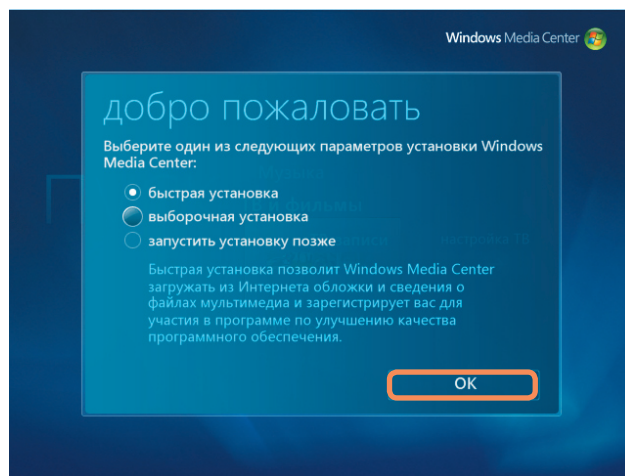 Windows Media Center
добро пожаловать
Выберите один из следующих параметров установки Windows
Media Center:
быстрая установка
выборочная установка
запустить установку позже
Быстрая установка позволит Windows Media Center
загружать из Интернета обложки и сведения о
файлах мультимедиа и зарегистрирует вас для
участия в программе по улучшению качества
программного обеспечения.
ОК